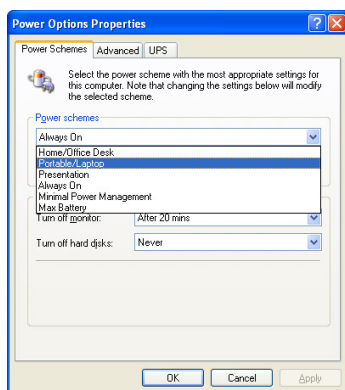 Power Options Properties
Power Schemes Advanced UPS
Select the power scheme with the most appropriate settings for
this computer. Note that changing the settings below will modify
the selected scheme.
Power schemes
Always On
Home/Office Desk
Portable/Laptop
Presentation
Always On
Minimal Power Management
Max Battery
Turn off monitor: After 20 mins
Turn off hard disks: Never
OK Cancel Apply